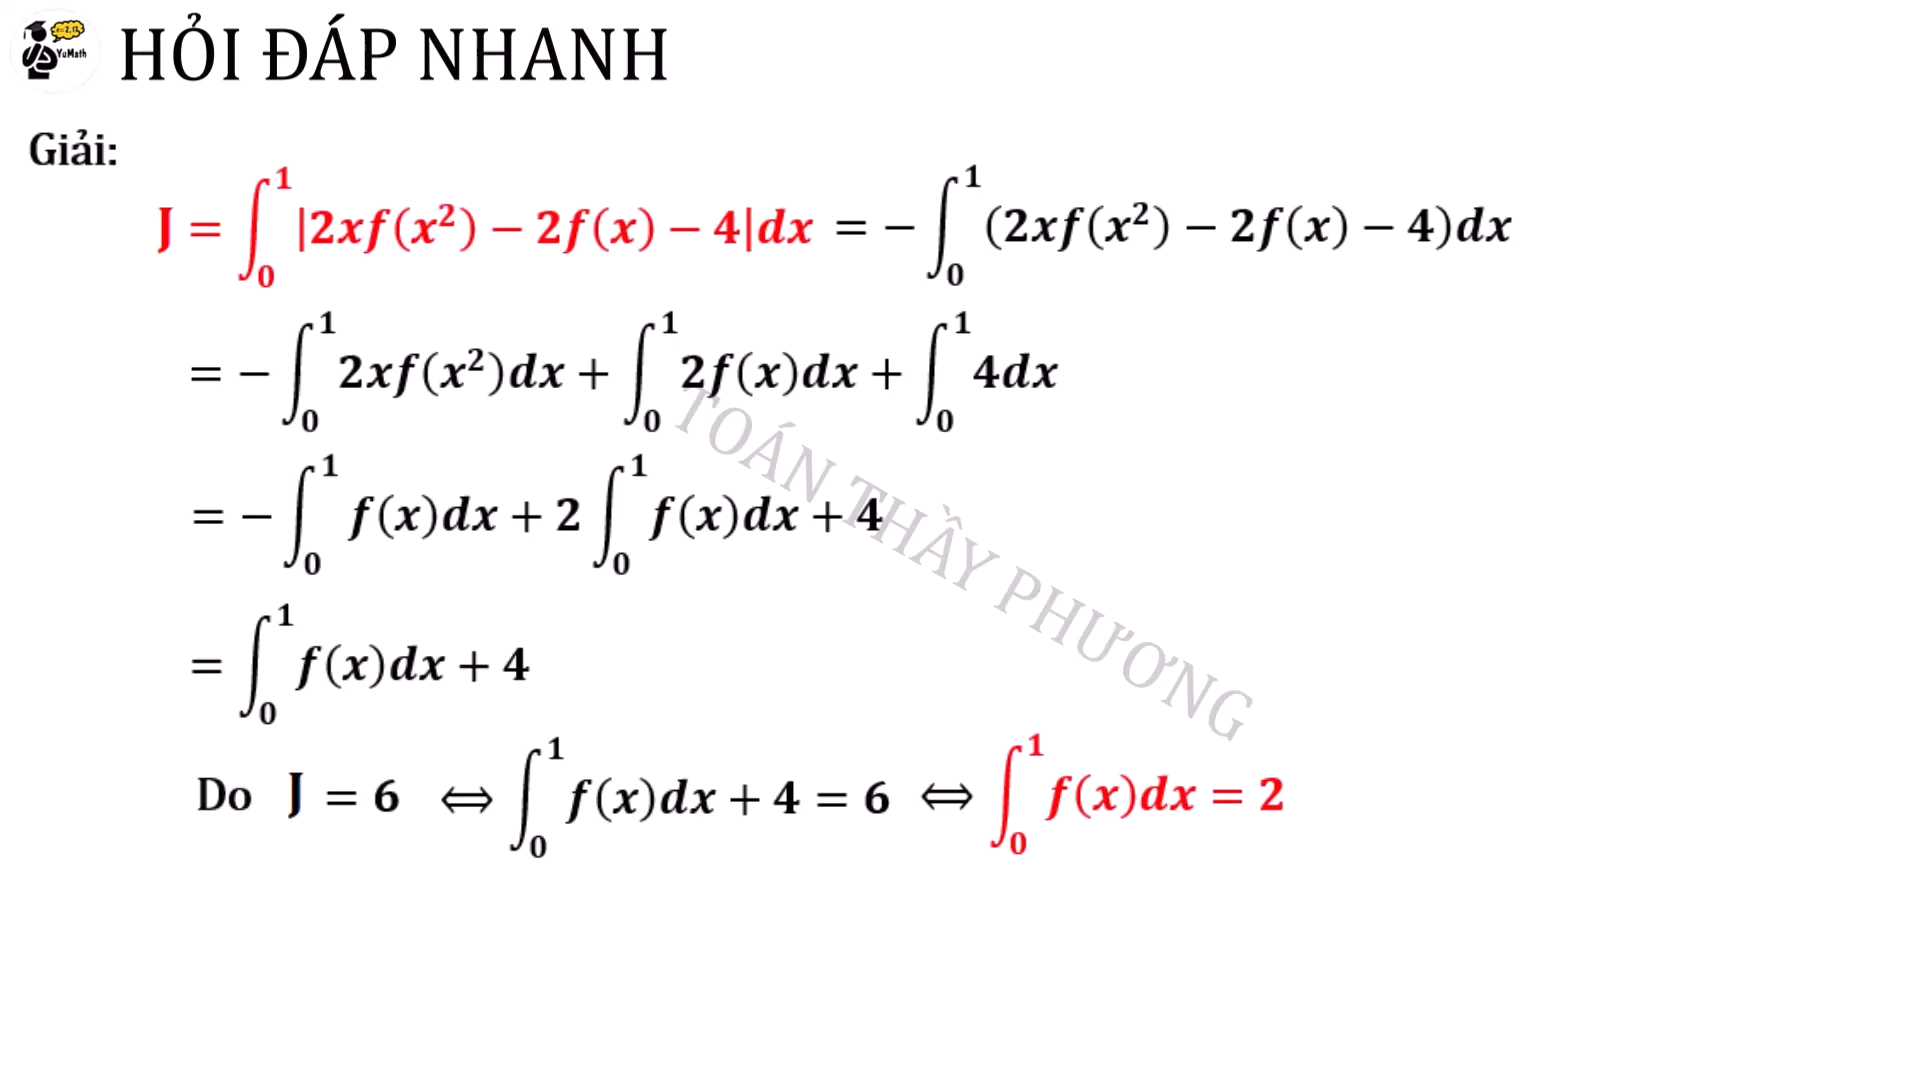 YuMath
HỎI ĐÁP NHANH
Giải:
J = ∫₀¹ |2xf(x²) − 2f(x) − 4|dx = − ∫₀¹ (2xf(x²) − 2f(x) − 4)dx
= − ∫₀¹ 2xf(x²)dx + ∫₀¹ 2f(x)dx + ∫₀¹ 4dx
= − ∫₀¹ f(x)dx + 2 ∫₀¹ f(x)dx + 4
= ∫₀¹ f(x)dx + 4
Do J = 6 ⇔ ∫₀¹ f(x)dx + 4 = 6 ⇔ ∫₀¹ f(x)dx = 2
TOÁN THẦY PHƯƠNG